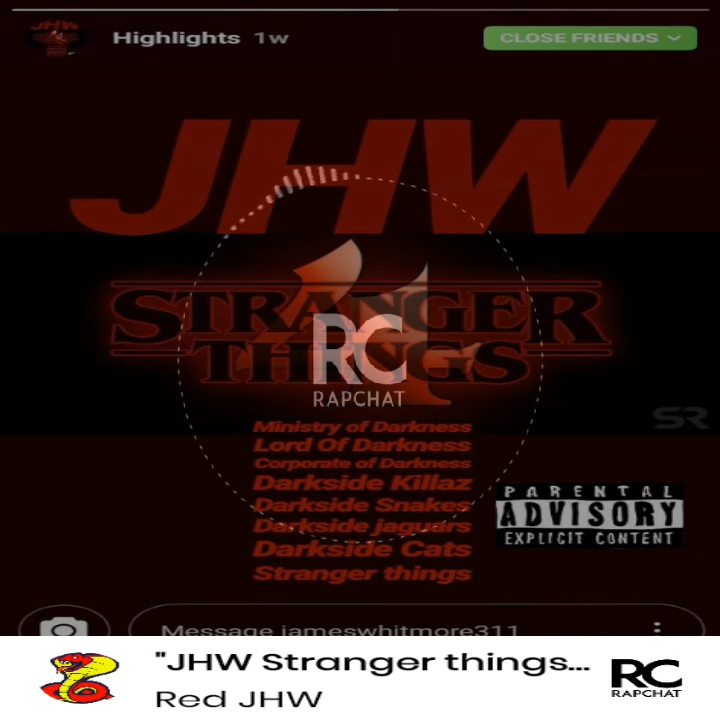 JHW
Highlights 1w
CLOSE FRIENDS
JHW
STRANGER
THINGS
RC
RAPCHAT
SR
Ministry of Darkness
Lord Of Darkness
Corporate of Darkness
Darkside Killaz
Darkside Snakes
Darkside jaguars
Darkside Cats
Stranger things
PARENTAL
ADVISORY
EXPLICIT CONTENT
Message jameswhitmore311
"JHW Stranger things...
Red JHW
RC
RAPCHAT